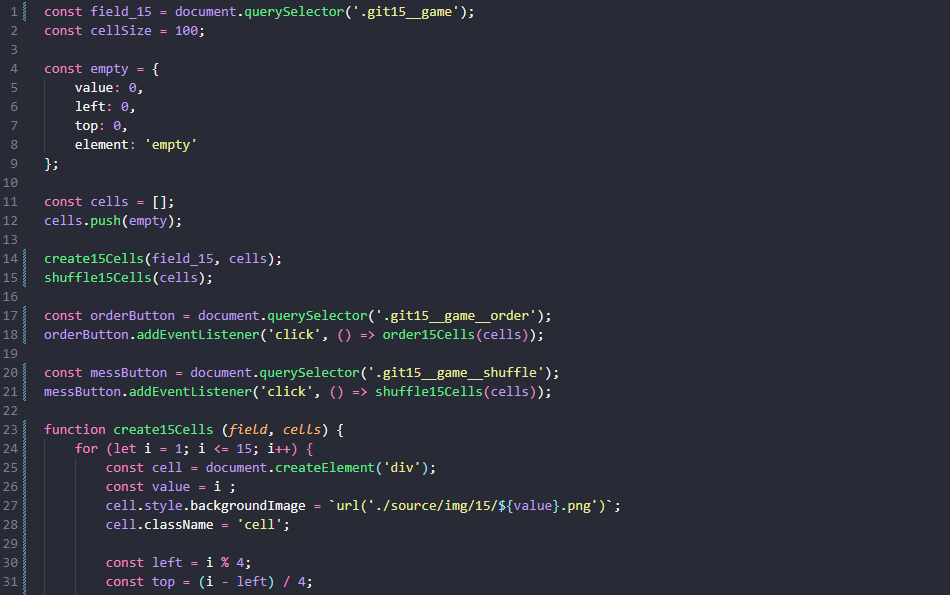 1 const field_15 = document.querySelector('.git15__game');
2 const cellSize = 100;
3
4 const empty = {
5     value: 0,
6     left: 0,
7     top: 0,
8     element: 'empty'
9 };
10
11 const cells = [];
12 cells.push(empty);
13
14 create15Cells(field_15, cells);
15 shuffle15Cells(cells);
16
17 const orderButton = document.querySelector('.git15__game__order');
18 orderButton.addEventListener('click', () => order15Cells(cells));
19
20 const messButton = document.querySelector('.git15__game__shuffle');
21 messButton.addEventListener('click', () => shuffle15Cells(cells));
22
23 function create15Cells (field, cells) {
24     for (let i = 1; i <= 15; i++) {
25         const cell = document.createElement('div');
26         const value = i ;
27         cell.style.backgroundImage = `url('./source/img/15/${value}.png')`;
28         cell.className = 'cell';
29
30         const left = i % 4;
31         const top = (i - left) / 4;